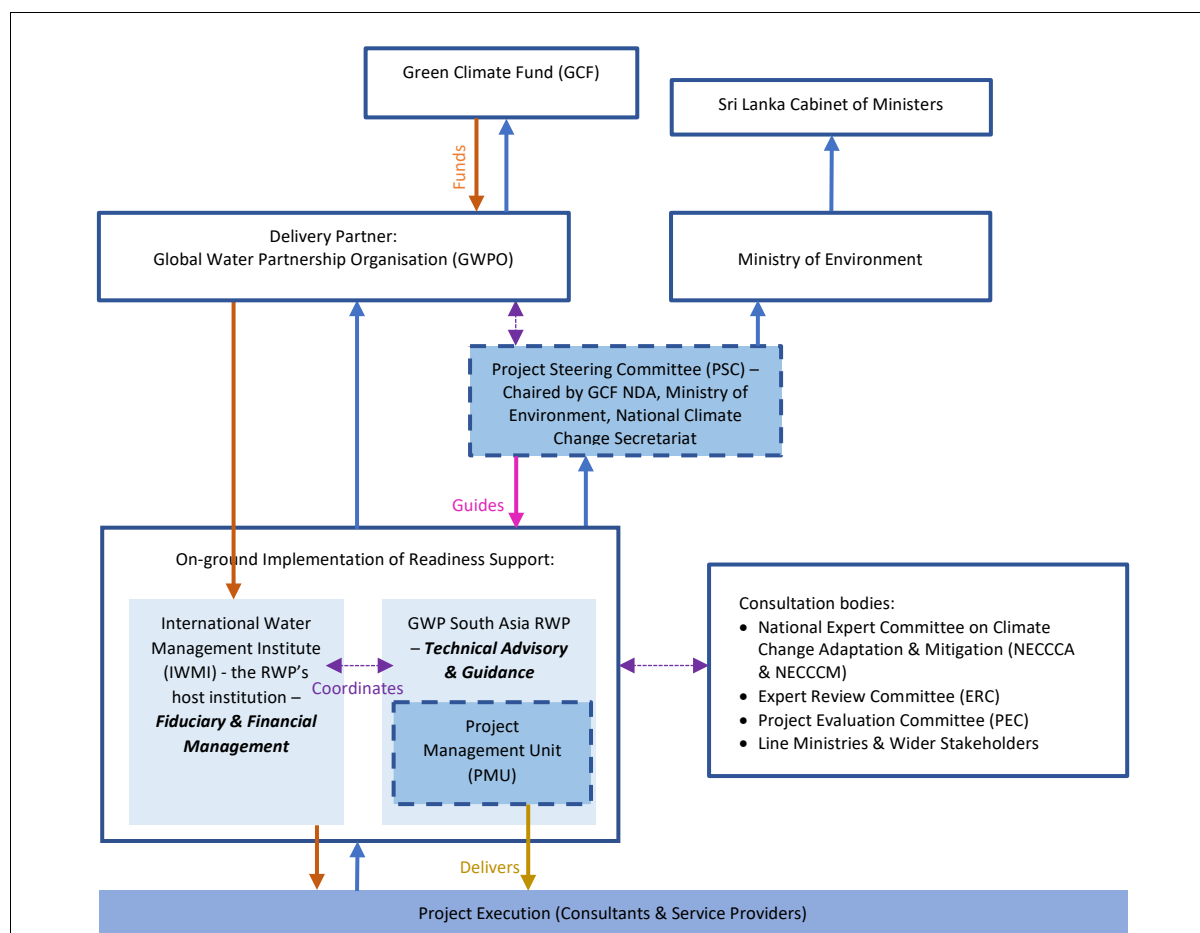 Green Climate Fund (GCF)
Sri Lanka Cabinet of Ministers
Funds
Delivery Partner:
Global Water Partnership Organisation (GWPO)
Ministry of Environment
Project Steering Committee (PSC) –
Chaired by GCF NDA, Ministry of
Environment, National Climate
Change Secretariat
Guides
On-ground Implementation of Readiness Support:
International Water
Management Institute
(IWMI) - the RWP’s
host institution –
Fiduciary & Financial
Management
Coordinates
GWP South Asia RWP
– Technical Advisory
& Guidance
Project
Management Unit
(PMU)
Consultation bodies:
• National Expert Committee on Climate
Change Adaptation & Mitigation (NECCCA
& NECCCM)
• Expert Review Committee (ERC)
• Project Evaluation Committee (PEC)
• Line Ministries & Wider Stakeholders
Delivers
Project Execution (Consultants & Service Providers)